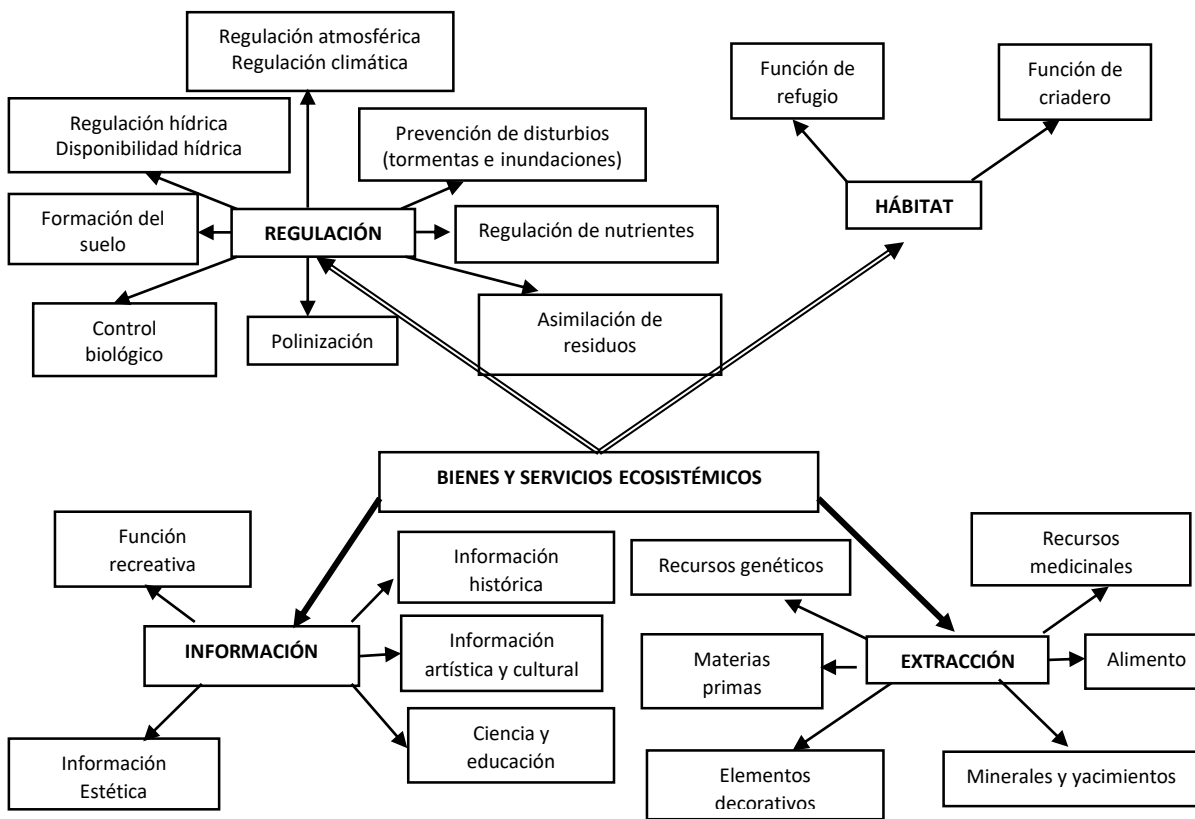 Regulación atmosférica
Regulación climática
Función de
refugio
Función de
criadero
Regulación hídrica
Disponibilidad hídrica
Prevención de disturbios
(tormentas e inundaciones)
HÁBITAT
Formación del
suelo
REGULACIÓN
Regulación de nutrientes
Control
biológico
Polinización
Asimilación de
residuos
BIENES Y SERVICIOS ECOSISTÉMICOS
Función
recreativa
Información
histórica
Recursos genéticos
Recursos
medicinales
INFORMACIÓN
Información
artística y cultural
Materias
primas
EXTRACCIÓN
Alimento
Información
Estética
Ciencia y
educación
Elementos
decorativos
Minerales y yacimientos